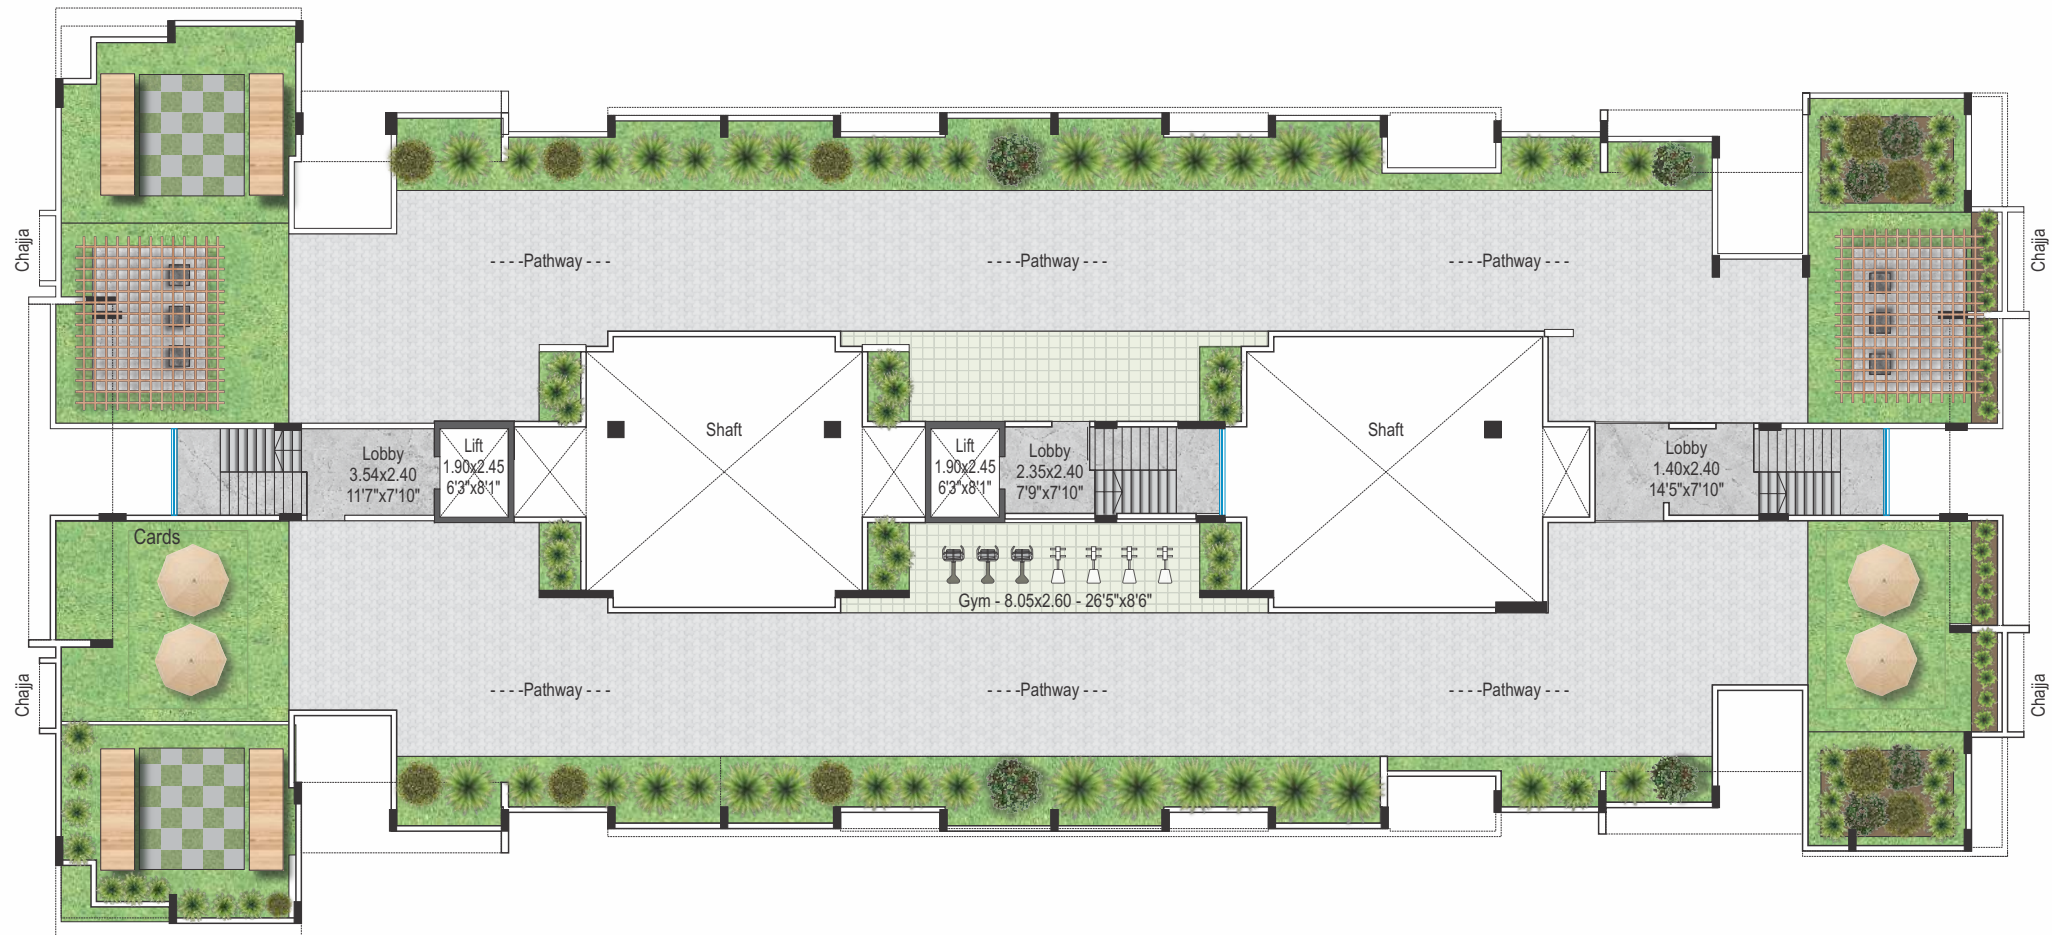 Chajja
Chajja
----Pathway ---
----Pathway ---
----Pathway ---
Lobby
3.54x2.40
11'7"x7'10"
Lift
1.90x2.45
6'3"x8'1"
Shaft
Lift
1.90x2.45
6'3"x8'1"
Lobby
2.35x2.40
7'9"x7'10"
Shaft
Lobby
1.40x2.40
14'5"x7'10"
Cards
Gym - 8.05x2.60 - 26'5"x8'6"
Chajja
Chajja
----Pathway ---
----Pathway ---
----Pathway ---